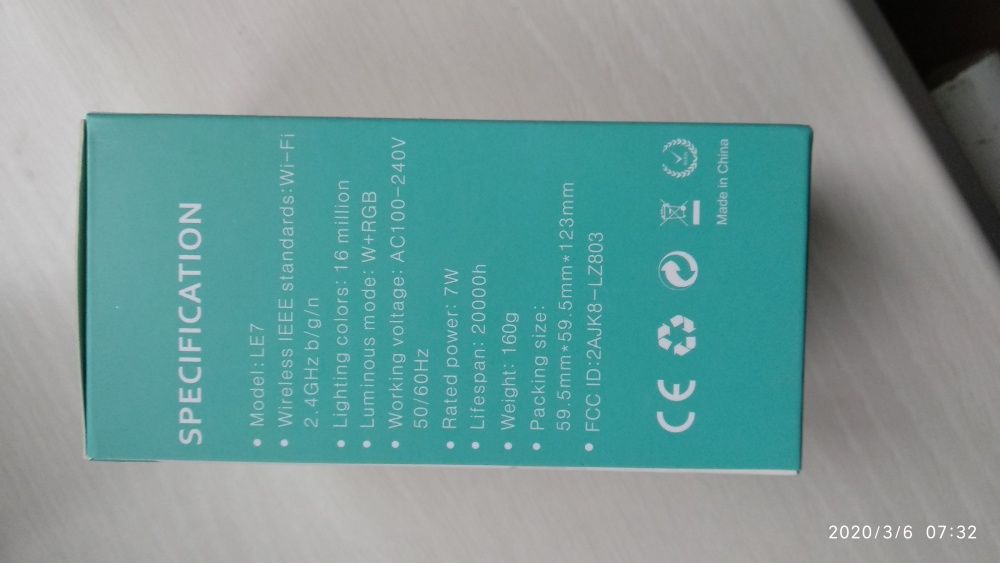 SPECIFICATION
• Model: LE7
• Wireless IEEE standards: Wi-Fi
2.4GHz b/g/n
• Lighting colors: 16 million
• Luminous mode: W+RGB
• Working voltage: AC100-240V
50/60Hz
• Rated power: 7W
• Lifespan: 20000h
• Weight: 160g
• Packing size:
59.5mm*59.5mm*123mm
• FCC ID:2AJK8-LZ803
CE
Made in China
2020/3/6 07:32